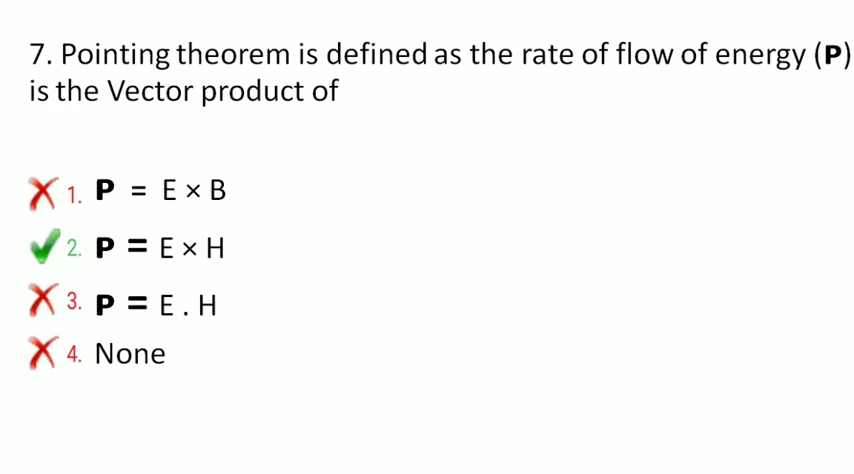 7. Pointing theorem is defined as the rate of flow of energy (P)
is the Vector product of
1. P = E × B
2. P = E × H
3. P = E . H
4. None